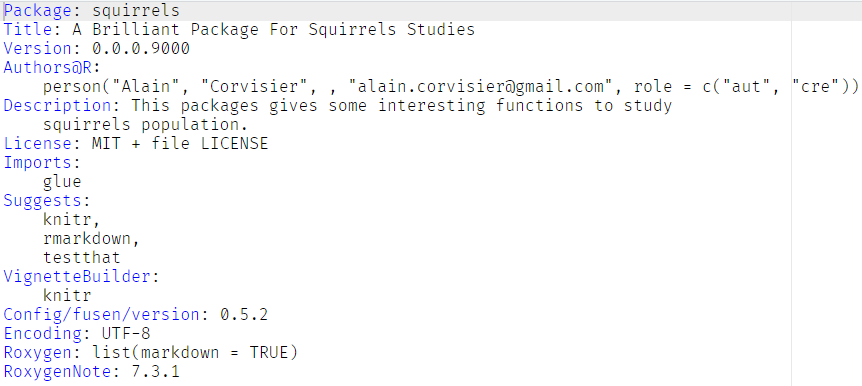 Package: squirrels
Title: A Brilliant Package For Squirrels Studies
Version: 0.0.0.9000
Authors@R:
    person("Alain", "Corvisier", , "alain.corvisier@gmail.com", role = c("aut", "cre"))
Description: This packages gives some interesting functions to study
    squirrels population.
License: MIT + file LICENSE
Imports:
    glue
Suggests:
    knitr,
    rmarkdown,
    testthat
VignetteBuilder:
    knitr
Config/fusen/version: 0.5.2
Encoding: UTF-8
Roxygen: list(markdown = TRUE)
RoxygenNote: 7.3.1